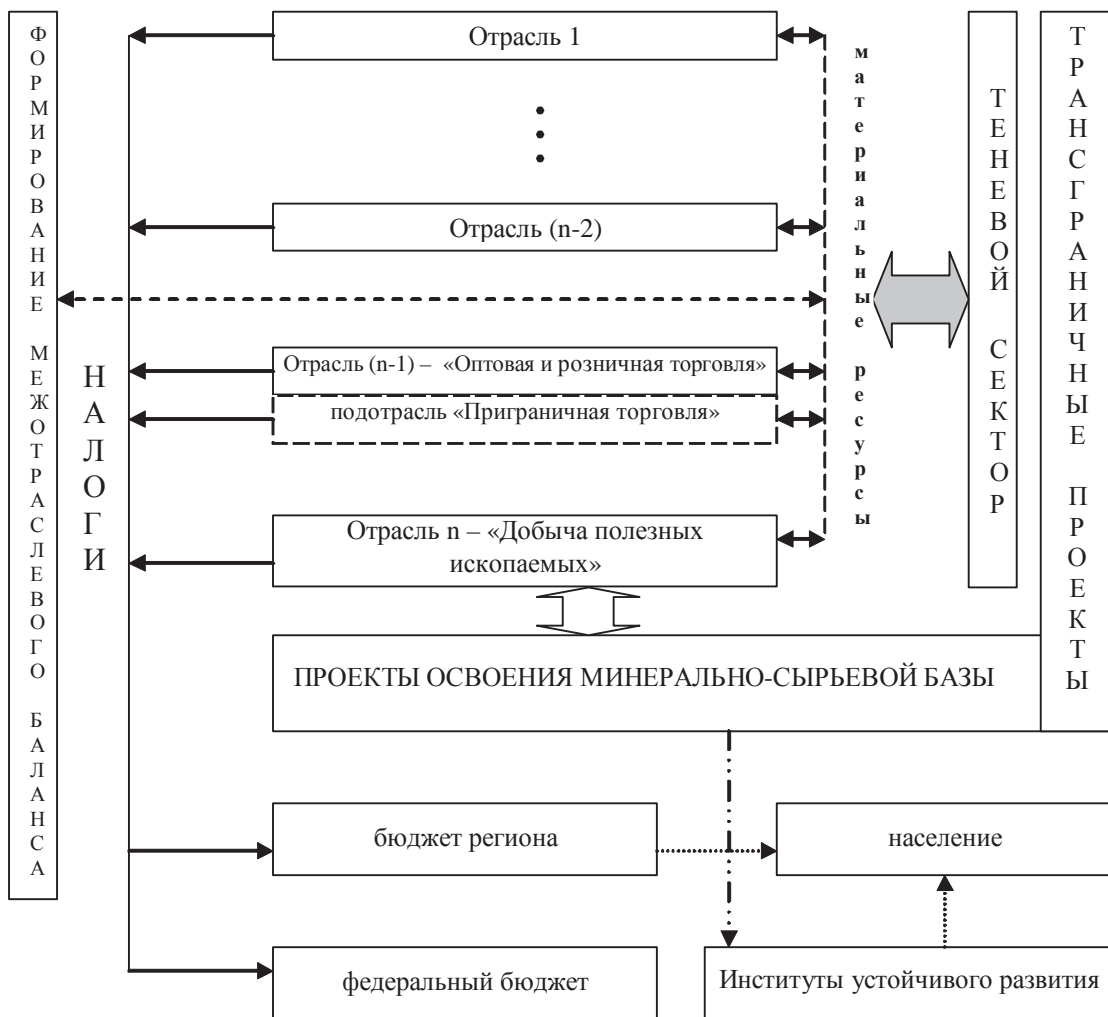 ФОРМИРОВАНИЕ МЕЖОТРАСЛЕВОГО БАЛАНСА
НАЛОГИ
Отрасль 1
Отрасль (n-2)
Отрасль (n-1) – «Оптовая и розничная торговля»
подотрасль «Приграничная торговля»
Отрасль n – «Добыча полезных
ископаемых»
материальные ресурсы
ТЕНЕВОЙ СЕКТОР
ТРАНСГРАНИЧНЫЕ ПРОЕКТЫ
ПРОЕКТЫ ОСВОЕНИЯ МИНЕРАЛЬНО-СЫРЬЕВОЙ БАЗЫ
бюджет региона
население
федеральный бюджет
Институты устойчивого развития